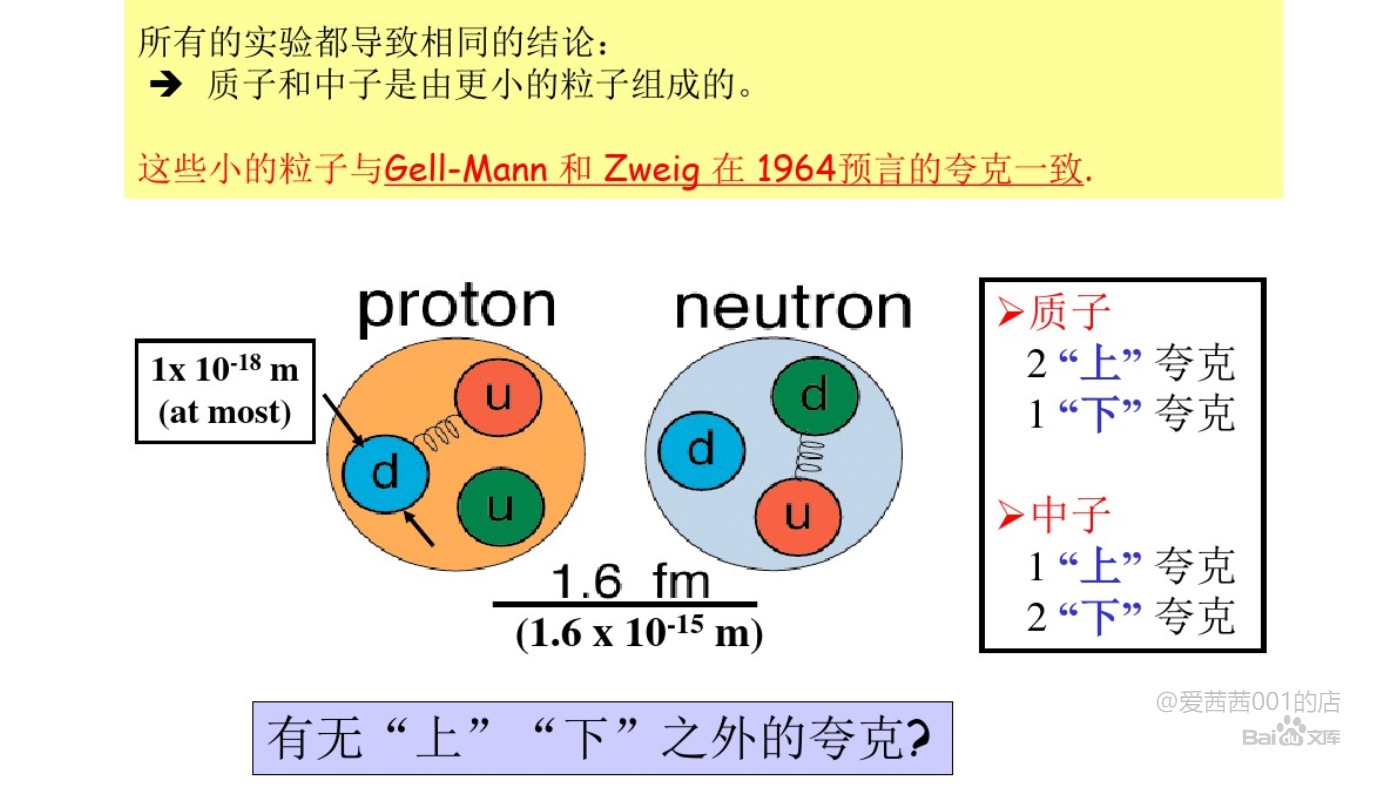 所有的实验都导致相同的结论：
➔ 质子和中子是由更小的粒子组成的。
这些小的粒子与Gell-Mann 和 Zweig 在 1964预言的夸克一致.
proton
neutron
1x 10⁻¹⁸ m
(at most)
u
d
u
d
d
u
1.6 fm
(1.6 x 10⁻¹⁵ m)
➢质子
2 “上” 夸克
1 “下” 夸克
➢中子
1 “上” 夸克
2 “下” 夸克
有无“上”“下”之外的夸克?
@爱茜茜001的店
Bai du 文库